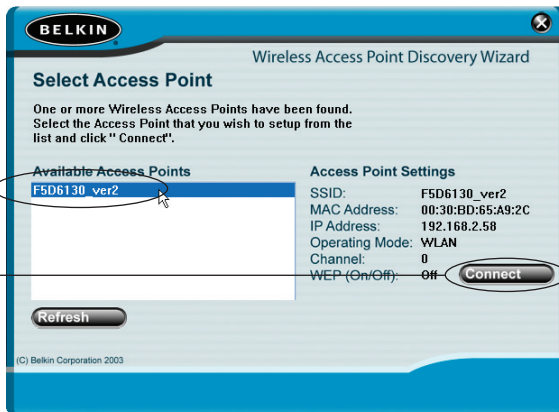 BELKIN
Wireless Access Point Discovery Wizard
Select Access Point
One or more Wireless Access Points have been found.
Select the Access Point that you wish to setup from the
list and click " Connect".
Available Access Points
F5D6130_ver2
Access Point Settings
SSID: F5D6130_ver2
MAC Address: 00:30:BD:65:A9:2C
IP Address: 192.168.2.58
Operating Mode: WLAN
Channel: 0
WEP (On/Off): Off
Connect
Refresh
(C) Belkin Corporation 2003